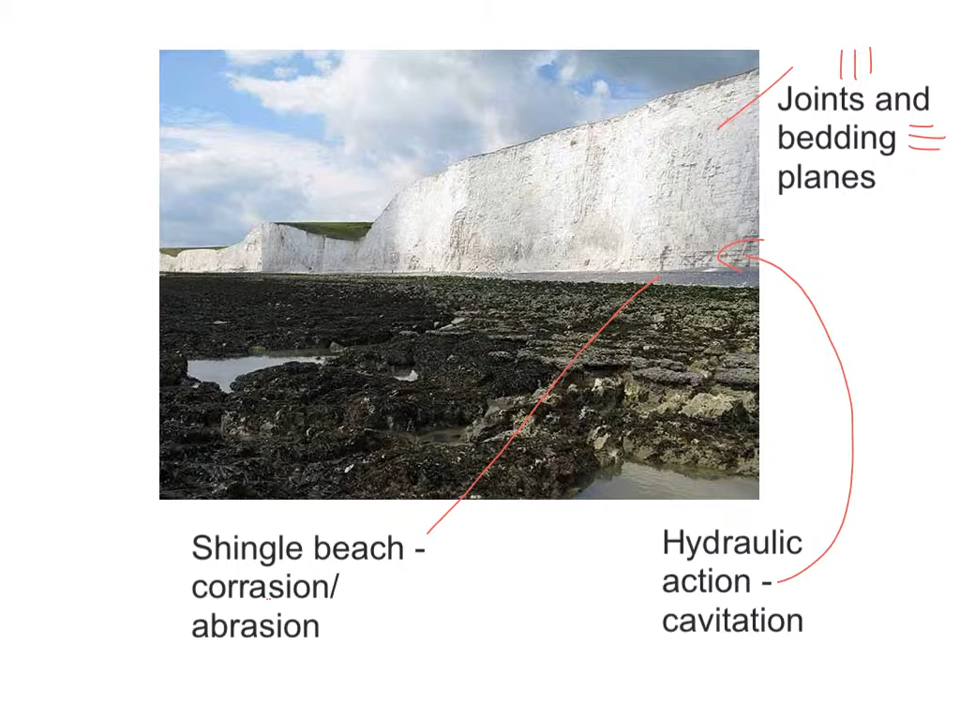 Joints and
bedding
planes
Shingle beach -
corrasion/
abrasion
Hydraulic
action -
cavitation